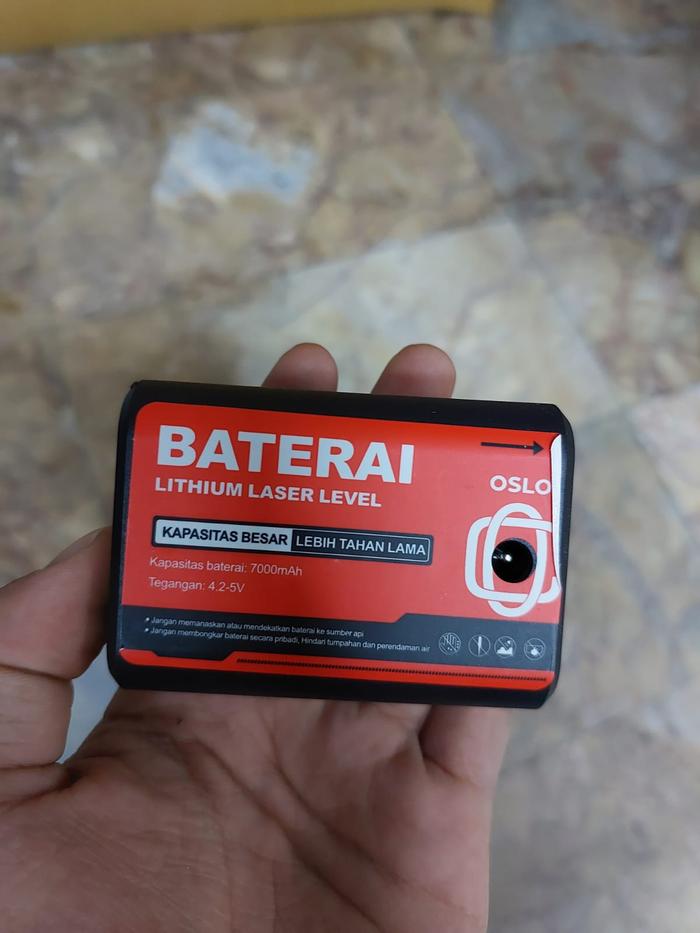 BATERAI
LITHIUM LASER LEVEL
OSLO
KAPASITAS BESAR LEBIH TAHAN LAMA
Kapasitas baterai: 7000mAh
Tegangan: 4.2-5V
• Jangan memanaskan atau mendekatkan baterai ke sumber api
• Jangan membongkar baterai secara pribadi, Hindari tumpahan dan perendaman air